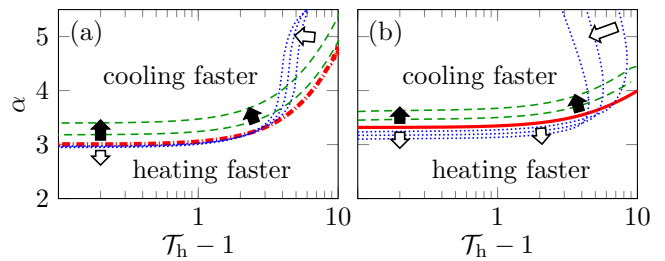 (a)
(b)
cooling faster
cooling faster
heating faster
heating faster
α
5
4
3
2
1
10
1
10
𝒯h − 1
𝒯h − 1